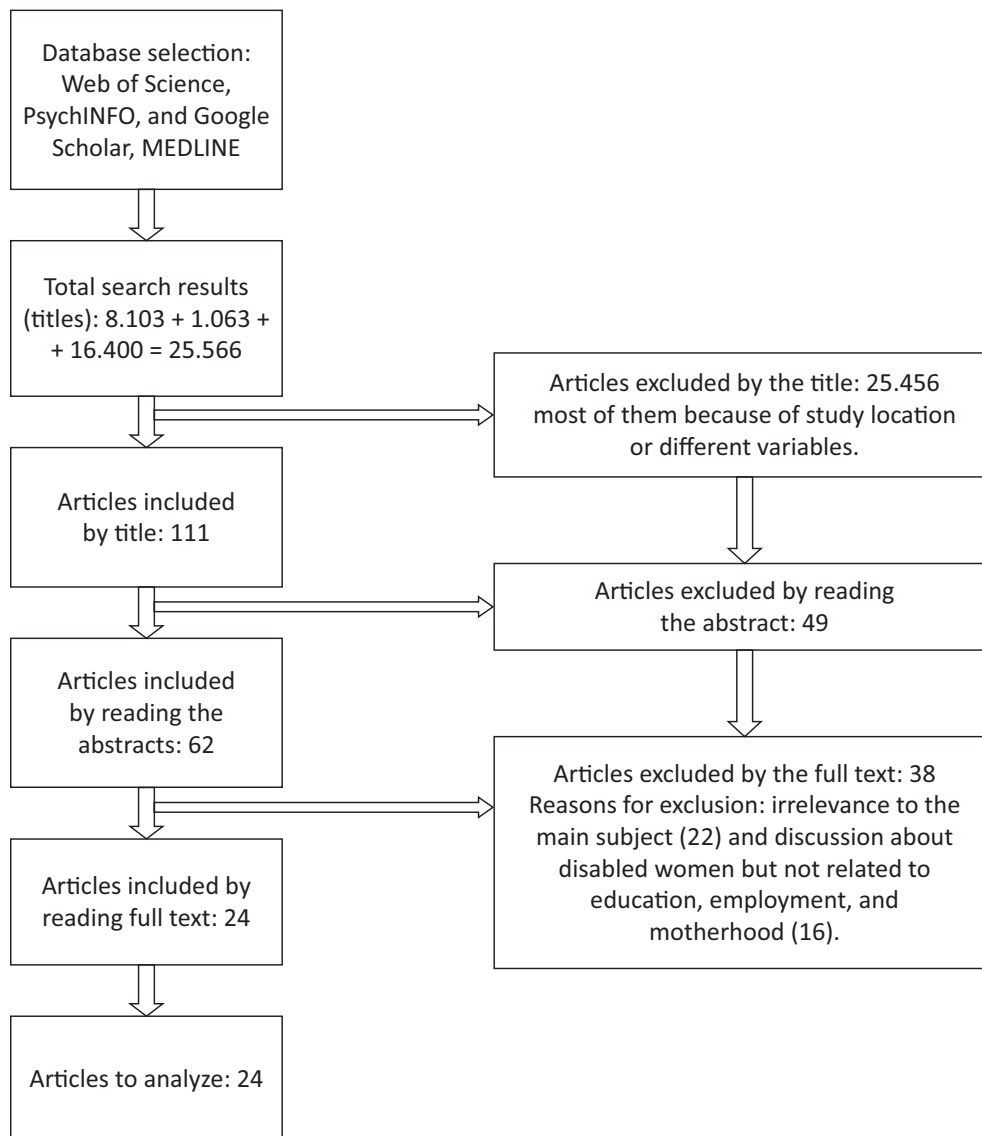 Database selection:
Web of Science,
PsychINFO, and Google
Scholar, MEDLINE
Total search results
(titles): 8.103 + 1.063 +
+ 16.400 = 25.566
Articles excluded by the title: 25.456
most of them because of study location
or different variables.
Articles included
by title: 111
Articles excluded by reading
the abstract: 49
Articles included
by reading the
abstracts: 62
Articles excluded by the full text: 38
Reasons for exclusion: irrelevance to the
main subject (22) and discussion about
disabled women but not related to
education, employment, and
motherhood (16).
Articles included by
reading full text: 24
Articles to analyze: 24